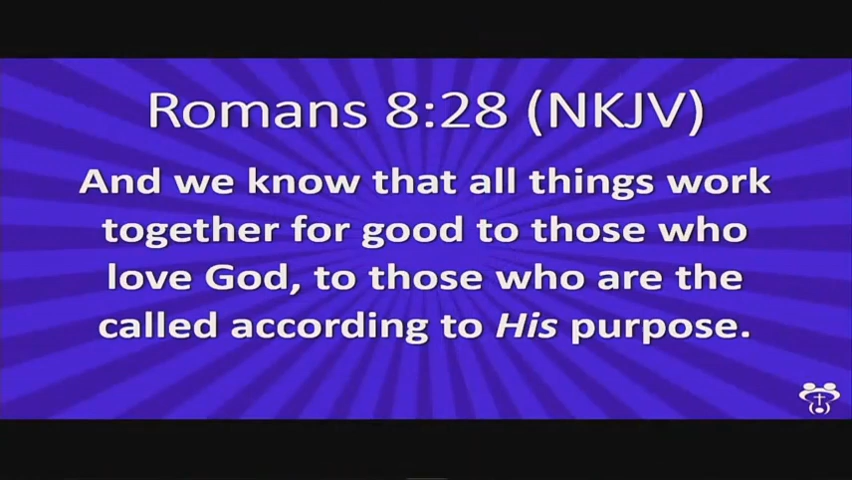 Romans 8:28 (NKJV)
And we know that all things work
together for good to those who
love God, to those who are the
called according to His purpose.